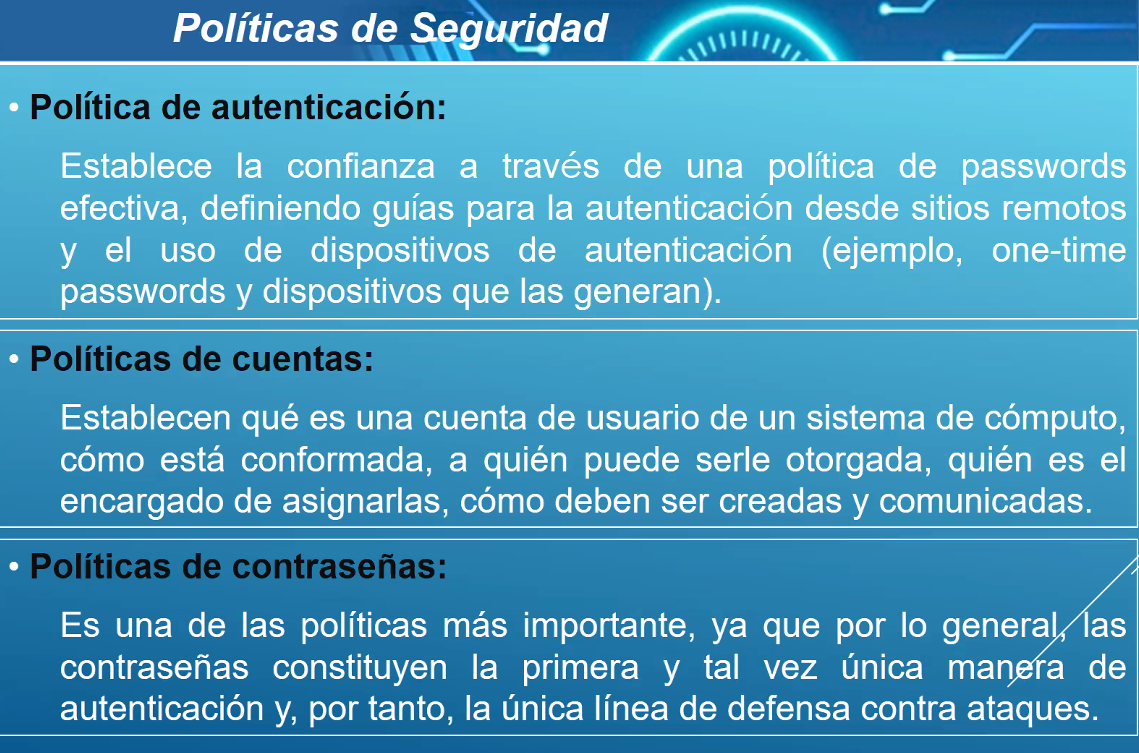 Políticas de Seguridad
• Política de autenticación:
Establece la confianza a través de una política de passwords
efectiva, definiendo guías para la autenticación desde sitios remotos
y el uso de dispositivos de autenticación (ejemplo, one-time
passwords y dispositivos que las generan).
• Políticas de cuentas:
Establecen qué es una cuenta de usuario de un sistema de cómputo,
cómo está conformada, a quién puede serle otorgada, quién es el
encargado de asignarlas, cómo deben ser creadas y comunicadas.
• Políticas de contraseñas:
Es una de las políticas más importante, ya que por lo general, las
contraseñas constituyen la primera y tal vez única manera de
autenticación y, por tanto, la única línea de defensa contra ataques.